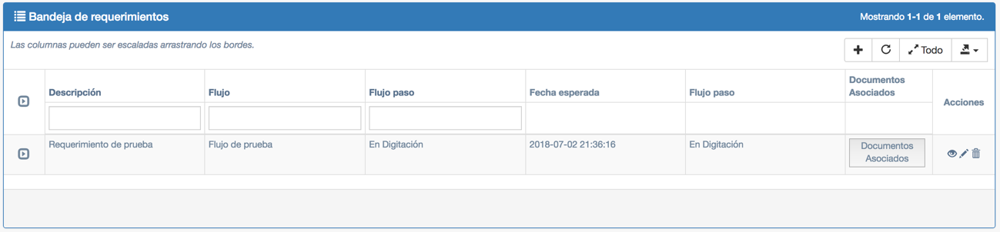 Bandeja de requerimientos
Mostrando 1-1 de 1 elemento.
Las columnas pueden ser escaladas arrastrando los bordes.
Todo
Descripción
Flujo
Flujo paso
Fecha esperada
Flujo paso
Documentos
Asociados
Acciones
Requerimiento de prueba
Flujo de prueba
En Digitación
2018-07-02 21:36:16
En Digitación
Documentos
Asociados